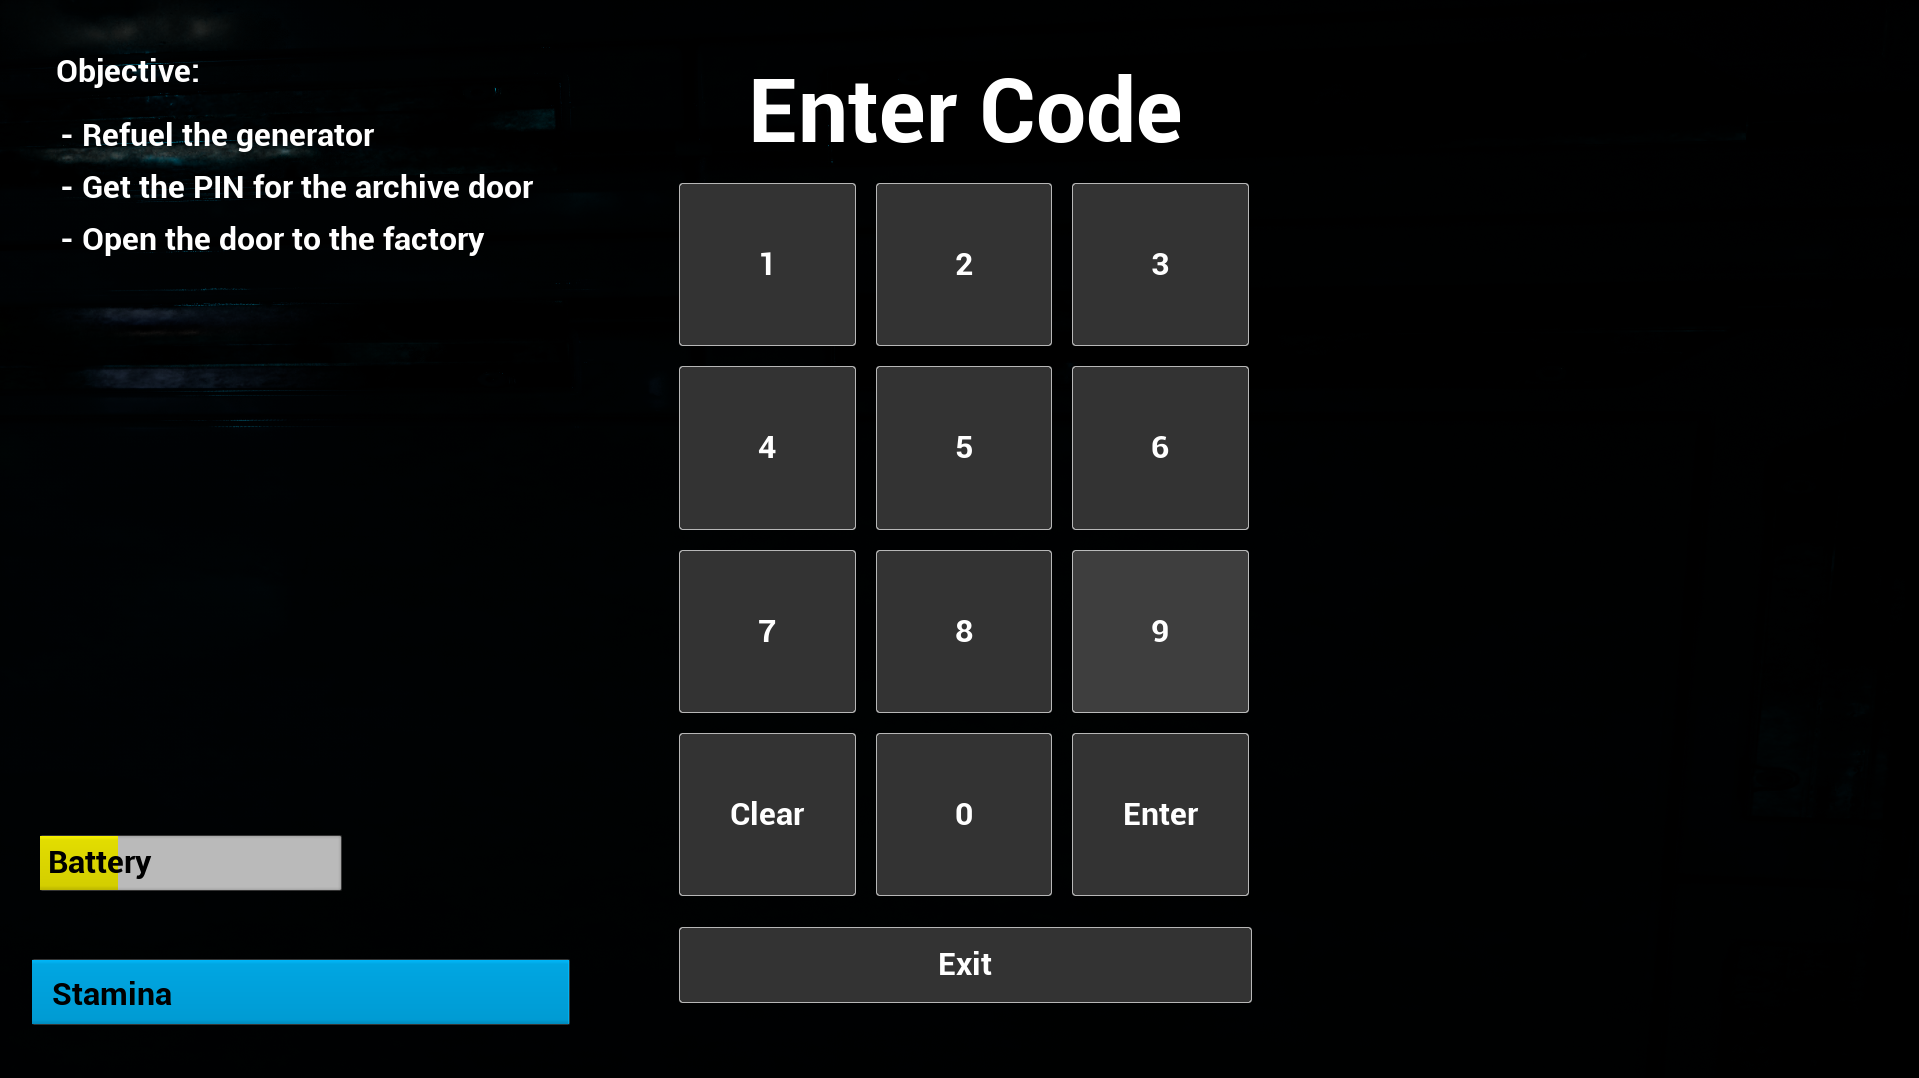 Objective:
- Refuel the generator
- Get the PIN for the archive door
- Open the door to the factory
Enter Code
1 2 3
4 5 6
7 8 9
Clear 0 Enter
Exit
Battery
Stamina